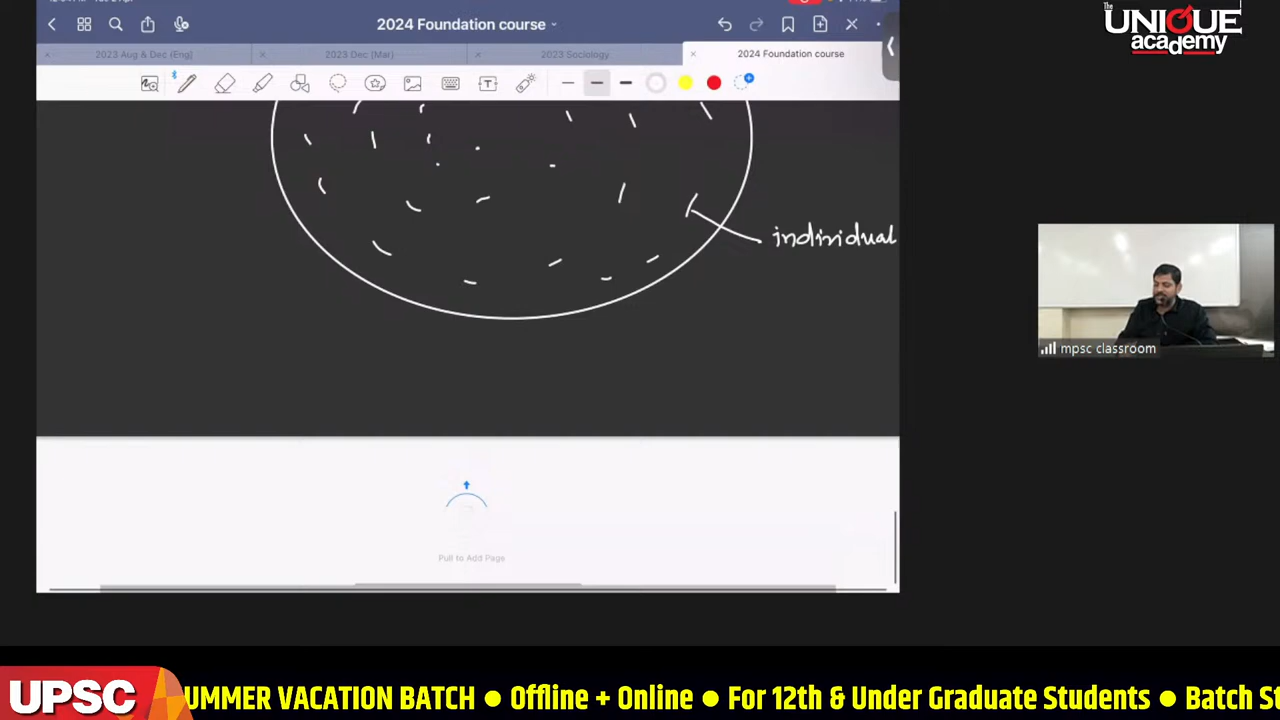 The
UNIQUE
academy
2024 Foundation course
2023 Aug & Dec (Eng)
2023 Dec (Mar)
2023 Sociology
2024 Foundation course
individual
mpsc classroom
Pull to Add Page
UPSC
UMMER VACATION BATCH ● Offline + Online ● For 12th & Under Graduate Students ● Batch St